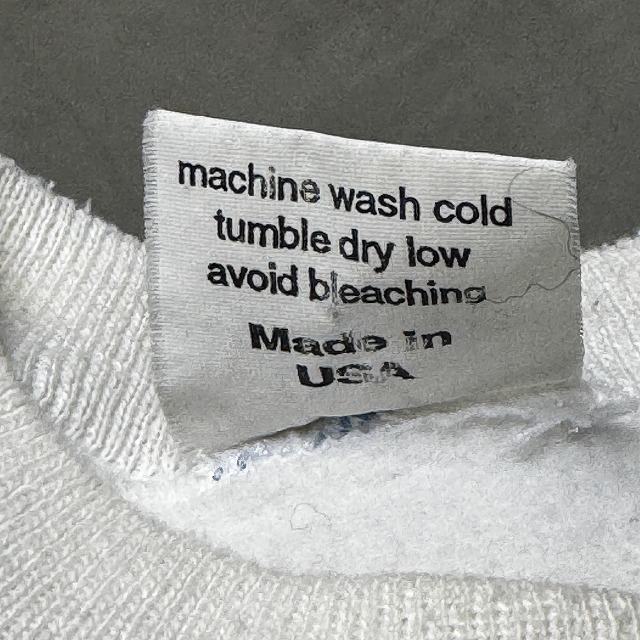 machine wash cold
tumble dry low
avoid bleaching
Made in
USA